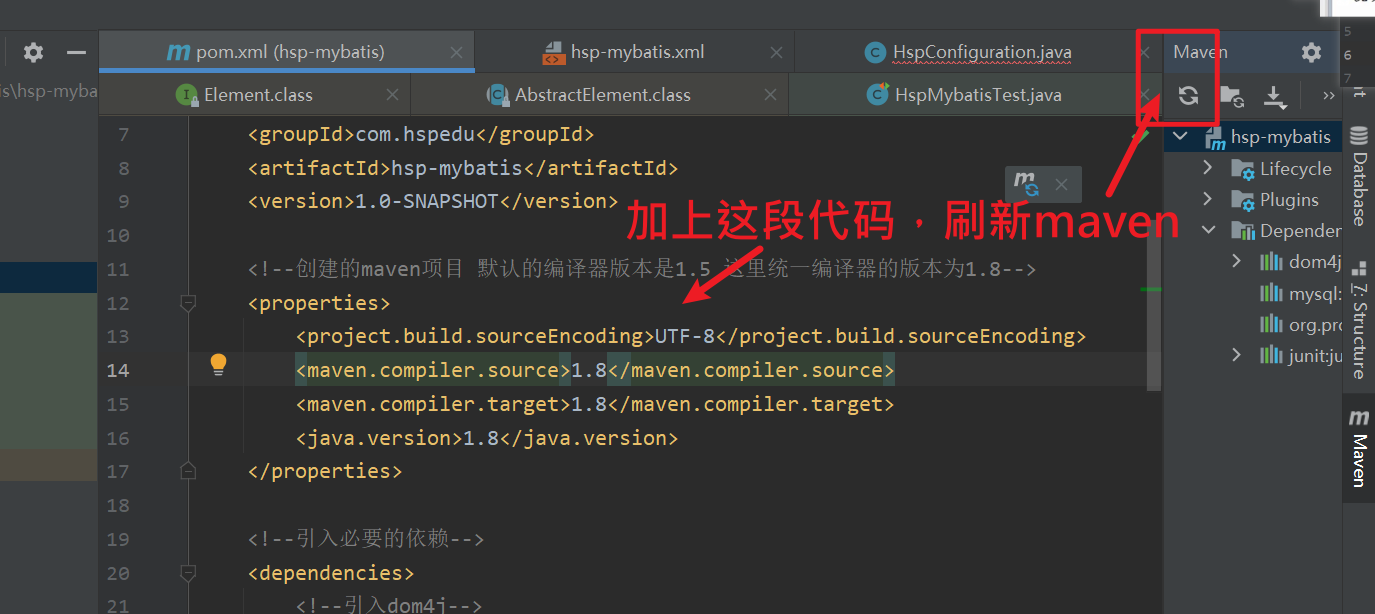 pom.xml (hsp-mybatis)
hsp-mybatis.xml
HspConfiguration.java
Maven
5
6
7
is\hsp-myba
Element.class
AbstractElement.class
HspMybatisTest.java
7 <groupId>com.hspedu</groupId>
8 <artifactId>hsp-mybatis</artifactId>
9 <version>1.0-SNAPSHOT</version>
10
11 <!--创建的maven项目 默认的编译器版本是1.5 这里统一编译器的版本为1.8-->
12 <properties>
13 <project.build.sourceEncoding>UTF-8</project.build.sourceEncoding>
14 <maven.compiler.source>1.8</maven.compiler.source>
15 <maven.compiler.target>1.8</maven.compiler.target>
16 <java.version>1.8</java.version>
17 </properties>
18
19 <!--引入必要的依赖-->
20 <dependencies>
21 <!--引入dom4j-->
加上这段代码，刷新maven
hsp-mybatis
Lifecycle
Plugins
Dependen
dom4j
mysql:
org.pro
junit:ju
Database
7: Structure
Maven